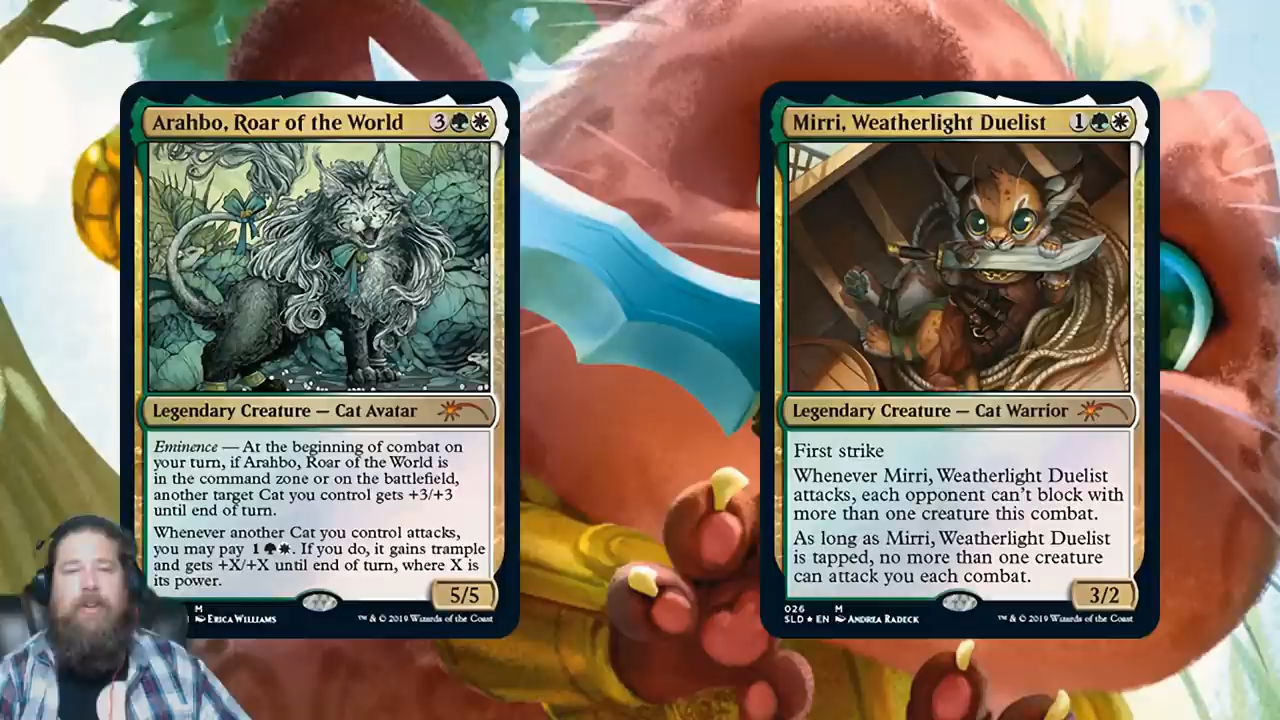 Arahbo, Roar of the World 3
Legendary Creature — Cat Avatar
Eminence — At the beginning of combat on
your turn, if Arahbo, Roar of the World is
in the command zone or on the battlefield,
another target Cat you control gets +3/+3
until end of turn.
Whenever another Cat you control attacks,
you may pay 1 . If you do, it gains trample
and gets +X/+X until end of turn, where X is
its power.
5/5
M
Erica Williams
™ & © 2019 Wizards of the Coast
Mirri, Weatherlight Duelist 1
Legendary Creature — Cat Warrior
First strike
Whenever Mirri, Weatherlight Duelist
attacks, each opponent can't block with
more than one creature this combat.
As long as Mirri, Weatherlight Duelist
is tapped, no more than one creature
can attack you each combat.
3/2
026 M
SLD ★ EN Andrea Radeck
™ & © 2019 Wizards of the Coast